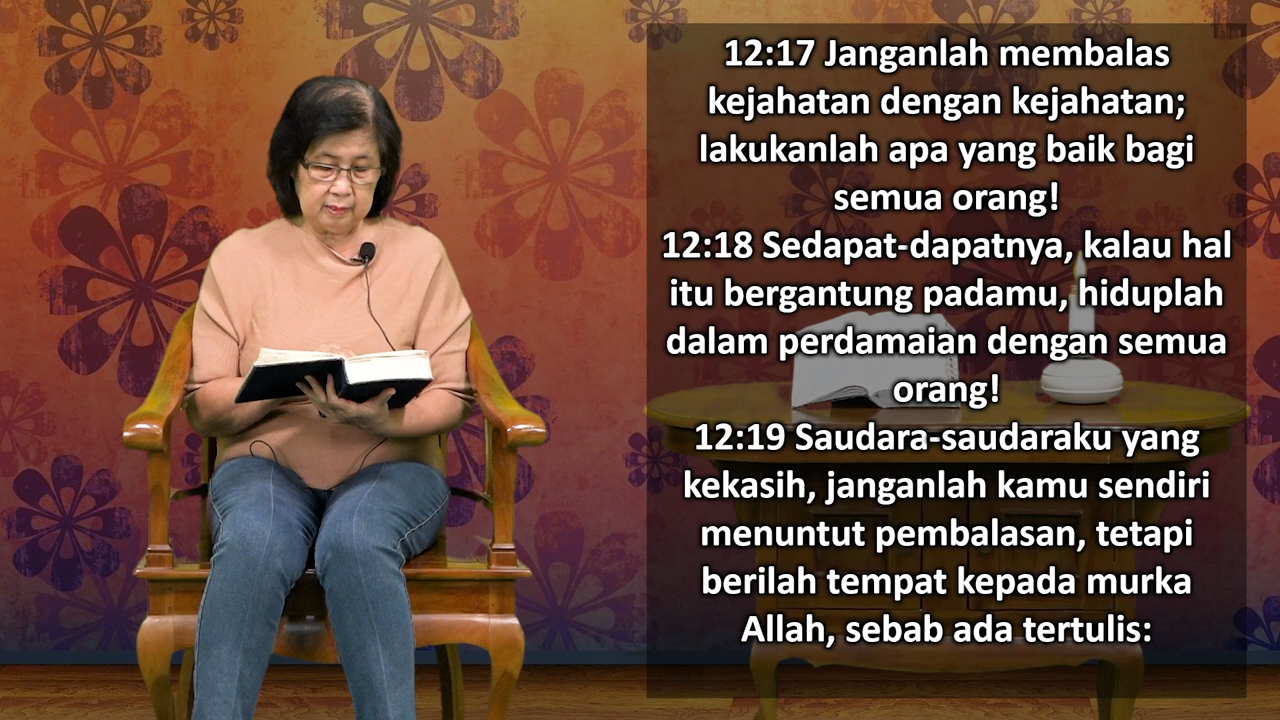 12:17 Janganlah membalas
kejahatan dengan kejahatan;
lakukanlah apa yang baik bagi
semua orang!
12:18 Sedapat-dapatnya, kalau hal
itu bergantung padamu, hiduplah
dalam perdamaian dengan semua
orang!
12:19 Saudara-saudaraku yang
kekasih, janganlah kamu sendiri
menuntut pembalasan, tetapi
berilah tempat kepada murka
Allah, sebab ada tertulis: